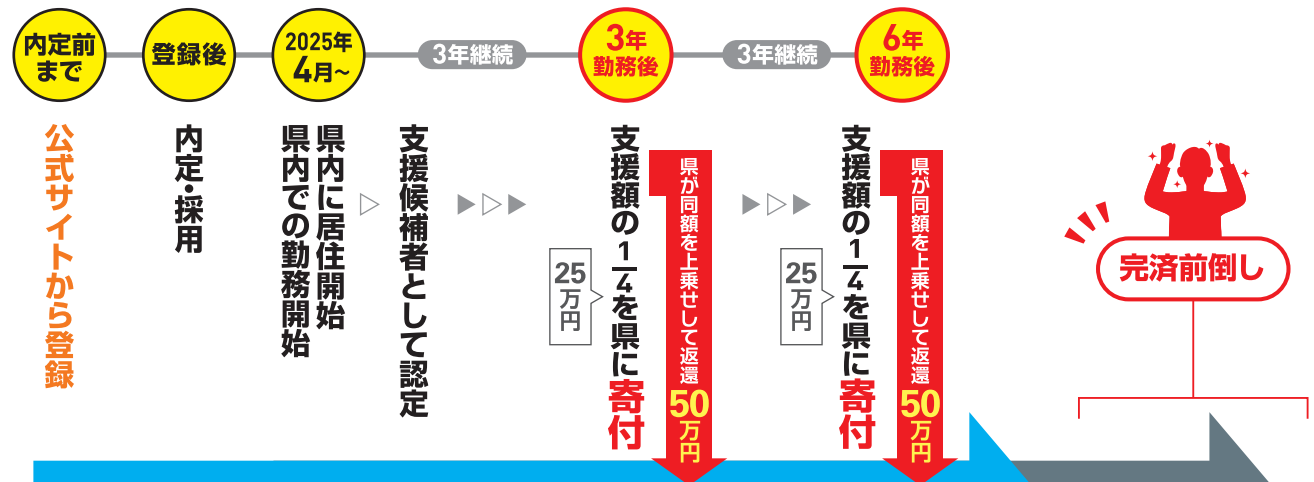 内定前
まで
登録後
2025年
4月～
3年継続
3年
勤務後
3年継続
6年
勤務後
公式サイトから登録
内定・採用
県内に居住開始
県内での勤務開始
支援候補者として認定
支援額の1/4を県に寄付
25万円
県が同額を上乗せして返還
50万円
支援額の1/4を県に寄付
25万円
県が同額を上乗せして返還
50万円
完済前倒し